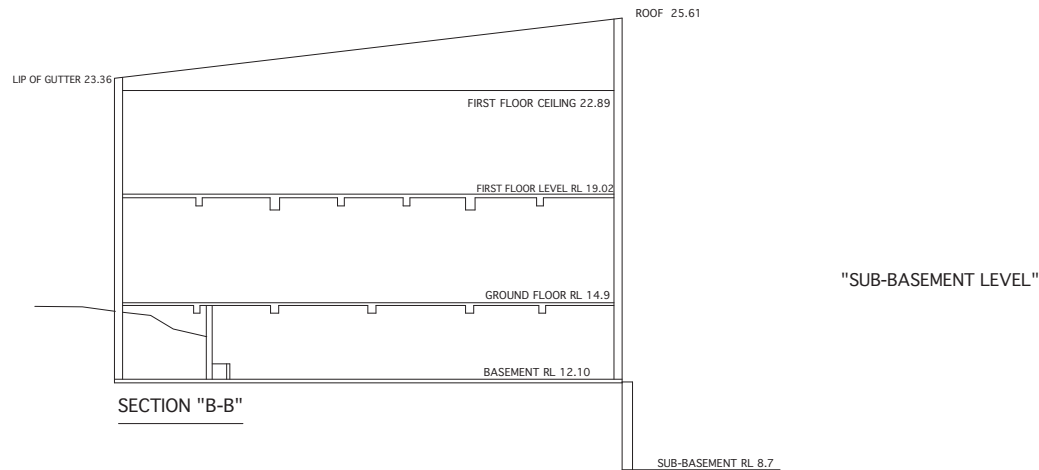 ROOF 25.61
LIP OF GUTTER 23.36
FIRST FLOOR CEILING 22.89
FIRST FLOOR LEVEL RL 19.02
"SUB-BASEMENT LEVEL"
GROUND FLOOR RL 14.9
BASEMENT RL 12.10
SECTION "B-B"
SUB-BASEMENT RL 8.7